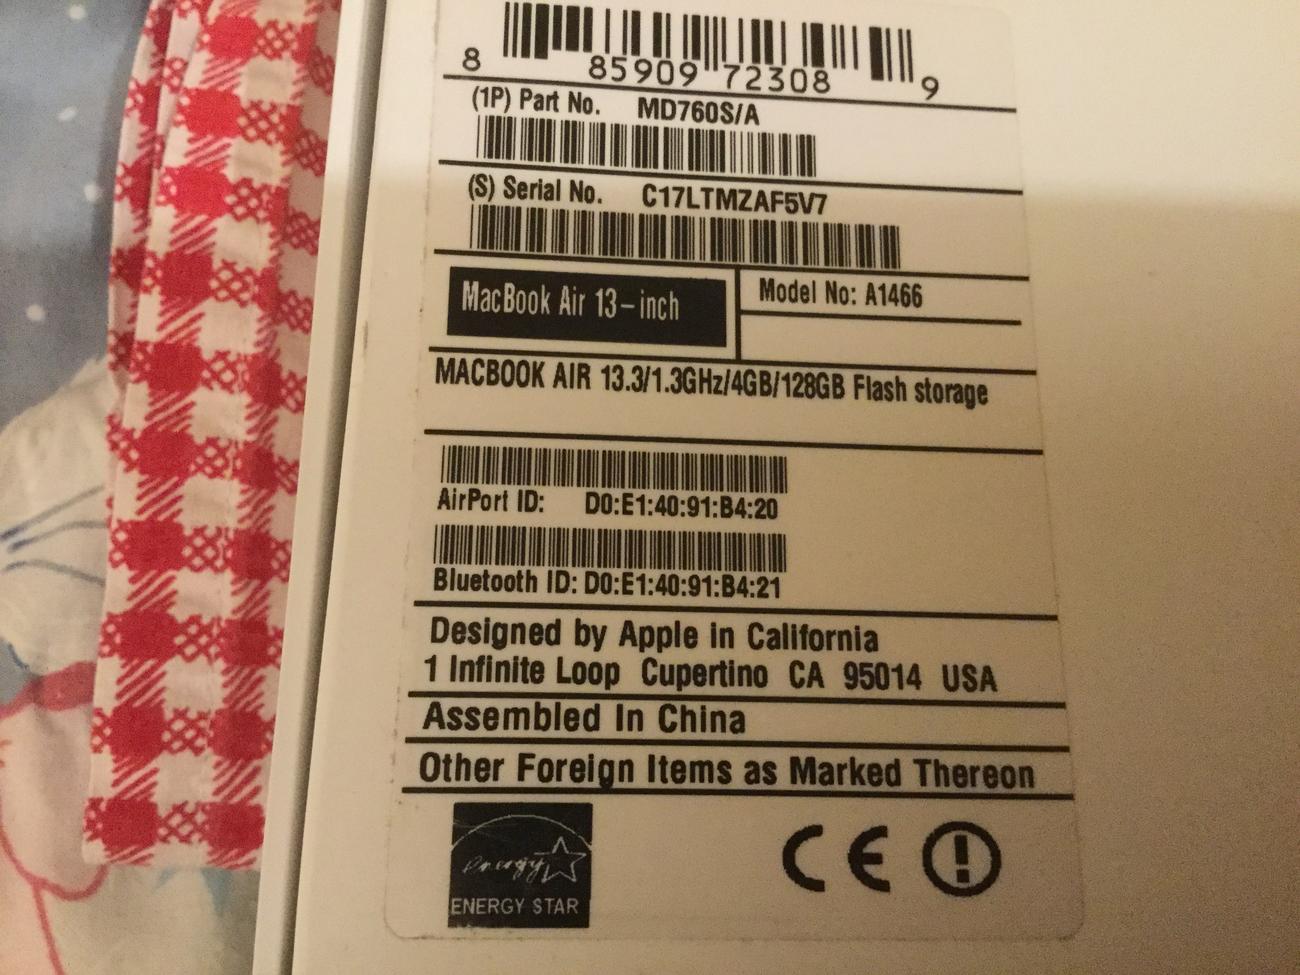 8 85909 72308 9
(1P) Part No. MD760S/A
(S) Serial No. C17LTMZAF5V7
MacBook Air 13-inch
Model No: A1466
MACBOOK AIR 13.3/1.3GHz/4GB/128GB Flash storage
AirPort ID: D0:E1:40:91:B4:20
Bluetooth ID: D0:E1:40:91:B4:21
Designed by Apple in California
1 Infinite Loop Cupertino CA 95014 USA
Assembled In China
Other Foreign Items as Marked Thereon
energy
ENERGY STAR
CE